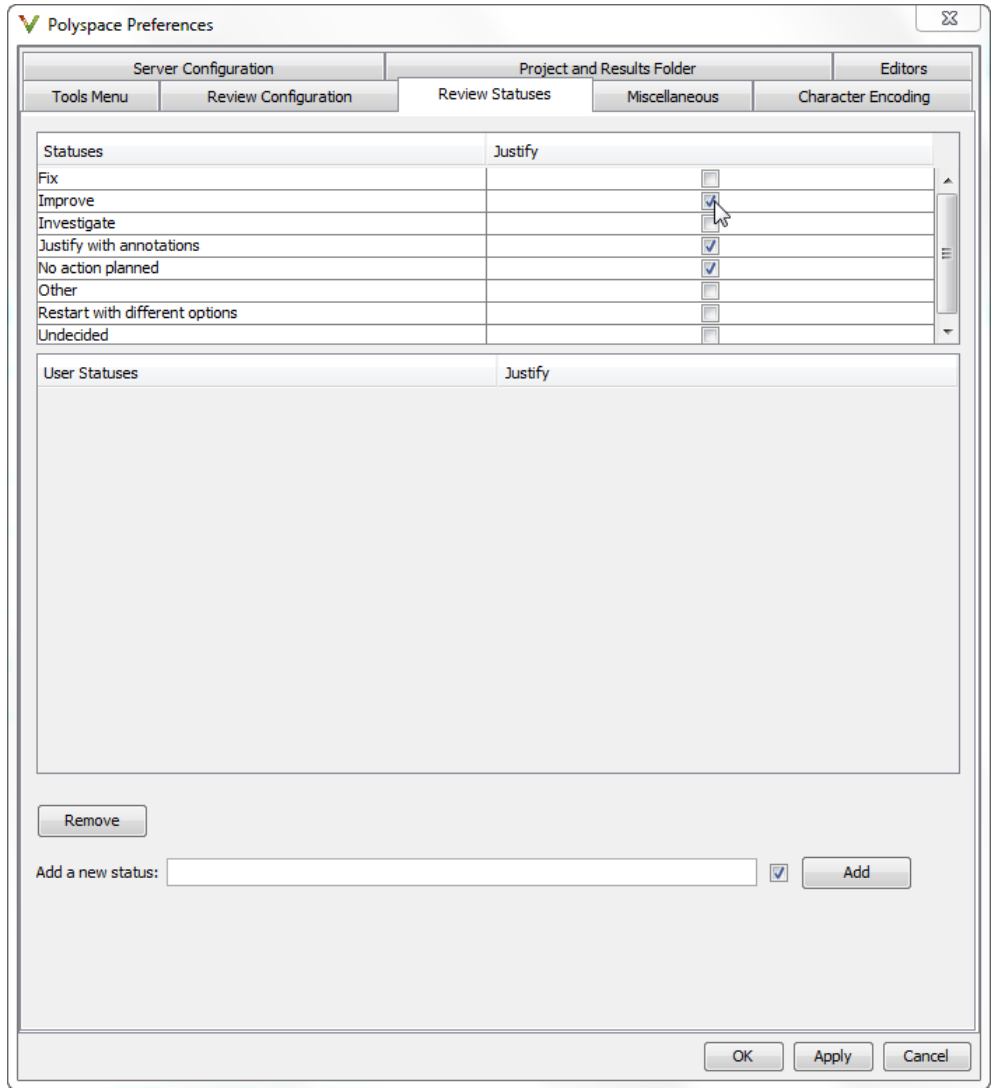 Polyspace Preferences
Server Configuration Project and Results Folder Editors
Tools Menu Review Configuration Review Statuses Miscellaneous Character Encoding
Statuses Justify
Fix
Improve
Investigate
Justify with annotations
No action planned
Other
Restart with different options
Undecided
User Statuses Justify
Remove
Add a new status: Add
OK Apply Cancel